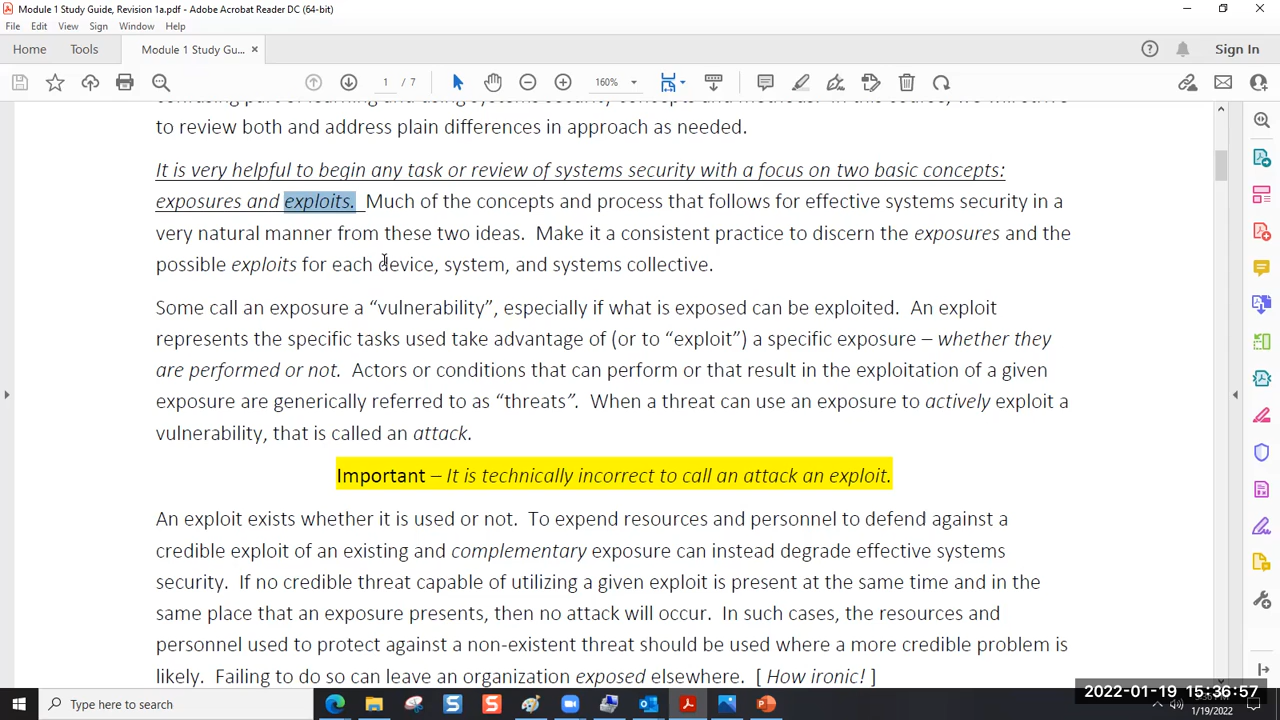 Module 1 Study Guide, Revision 1a.pdf - Adobe Acrobat Reader DC (64-bit)
File Edit View Sign Window Help
Home Tools Module 1 Study Gu... × Sign In
1 / 7 160%
to review both and address plain differences in approach as needed.
It is very helpful to begin any task or review of systems security with a focus on two basic concepts:
exposures and exploits. Much of the concepts and process that follows for effective systems security in a
very natural manner from these two ideas. Make it a consistent practice to discern the exposures and the
possible exploits for each device, system, and systems collective.
Some call an exposure a “vulnerability”, especially if what is exposed can be exploited. An exploit
represents the specific tasks used take advantage of (or to “exploit”) a specific exposure – whether they
are performed or not. Actors or conditions that can perform or that result in the exploitation of a given
exposure are generically referred to as “threats”. When a threat can use an exposure to actively exploit a
vulnerability, that is called an attack.
Important – It is technically incorrect to call an attack an exploit.
An exploit exists whether it is used or not. To expend resources and personnel to defend against a
credible exploit of an existing and complementary exposure can instead degrade effective systems
security. If no credible threat capable of utilizing a given exploit is present at the same time and in the
same place that an exposure presents, then no attack will occur. In such cases, the resources and
personnel used to protect against a non-existent threat should be used where a more credible problem is
likely. Failing to do so can leave an organization exposed elsewhere. [ How ironic! ]
Type here to search
2022-01-19 15:36:57
1/19/2022